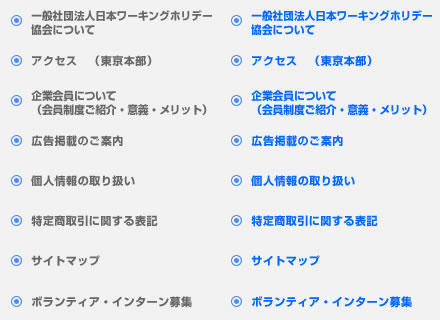 一般社団法人日本ワーキングホリデー
協会について
アクセス　（東京本部）
企業会員について
（会員制度ご紹介・意義・メリット）
広告掲載のご案内
個人情報の取り扱い
特定商取引に関する表記
サイトマップ
ボランティア・インターン募集
一般社団法人日本ワーキングホリデー
協会について
アクセス　（東京本部）
企業会員について
（会員制度ご紹介・意義・メリット）
広告掲載のご案内
個人情報の取り扱い
特定商取引に関する表記
サイトマップ
ボランティア・インターン募集